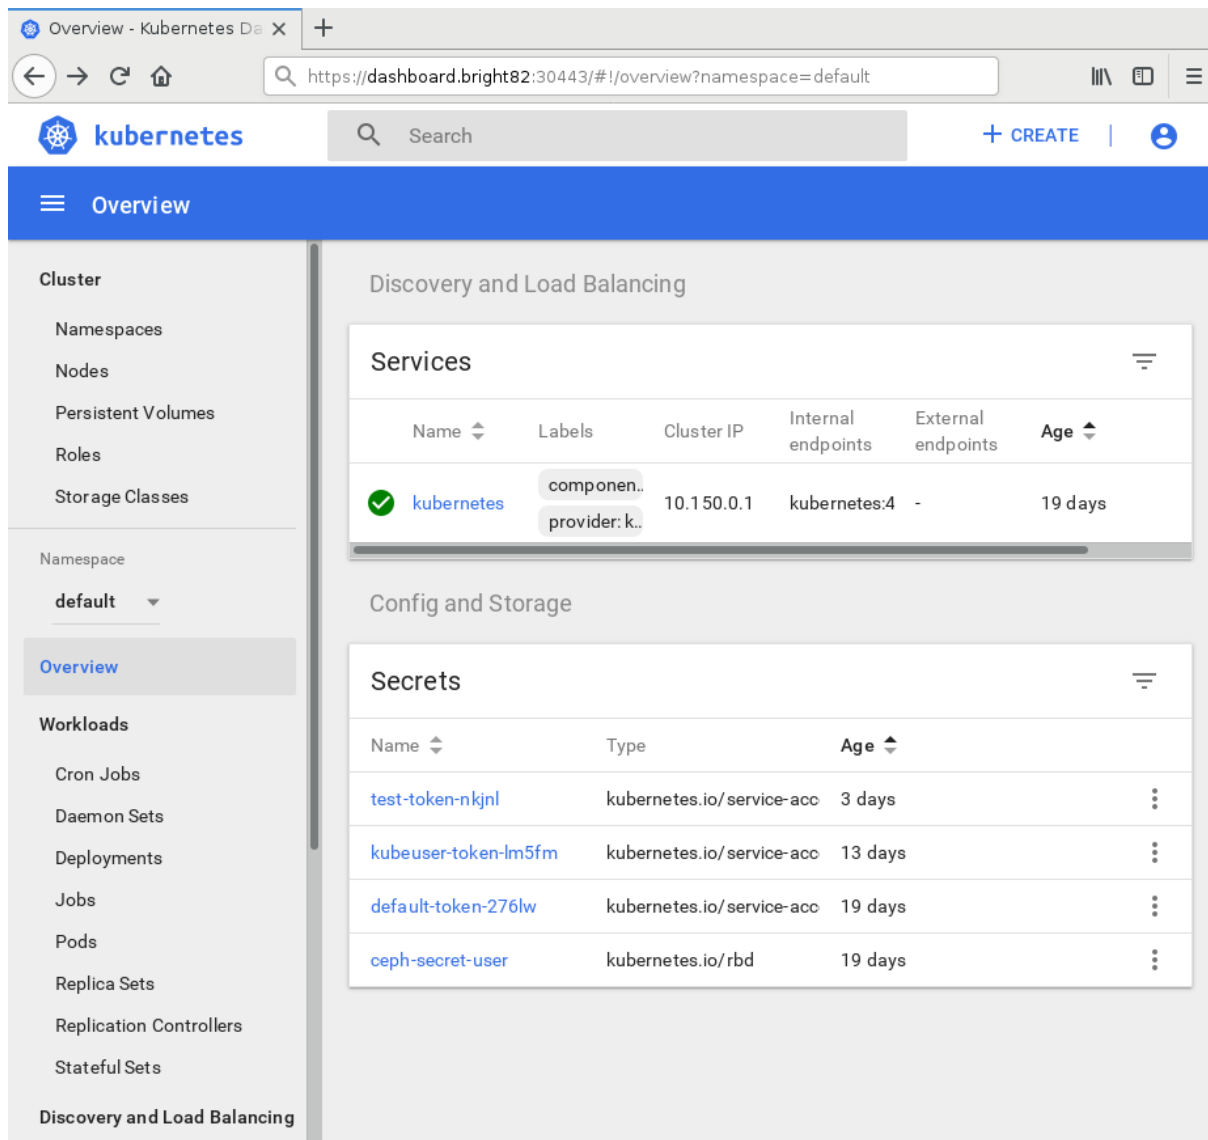 Overview - Kubernetes Da
https://dashboard.bright82:30443/#!/overview?namespace=default
kubernetes
Search
+ CREATE
Overview
Cluster
Namespaces
Nodes
Persistent Volumes
Roles
Storage Classes
Namespace
default
Overview
Workloads
Cron Jobs
Daemon Sets
Deployments
Jobs
Pods
Replica Sets
Replication Controllers
Stateful Sets
Discovery and Load Balancing
Discovery and Load Balancing
Services
Name Labels Cluster IP Internal endpoints External endpoints Age
kubernetes componen.. provider: k.. 10.150.0.1 kubernetes:4 - 19 days
Config and Storage
Secrets
Name Type Age
test-token-nkjnl kubernetes.io/service-acc 3 days
kubeuser-token-lm5fm kubernetes.io/service-acc 13 days
default-token-276lw kubernetes.io/service-acc 19 days
ceph-secret-user kubernetes.io/rbd 19 days